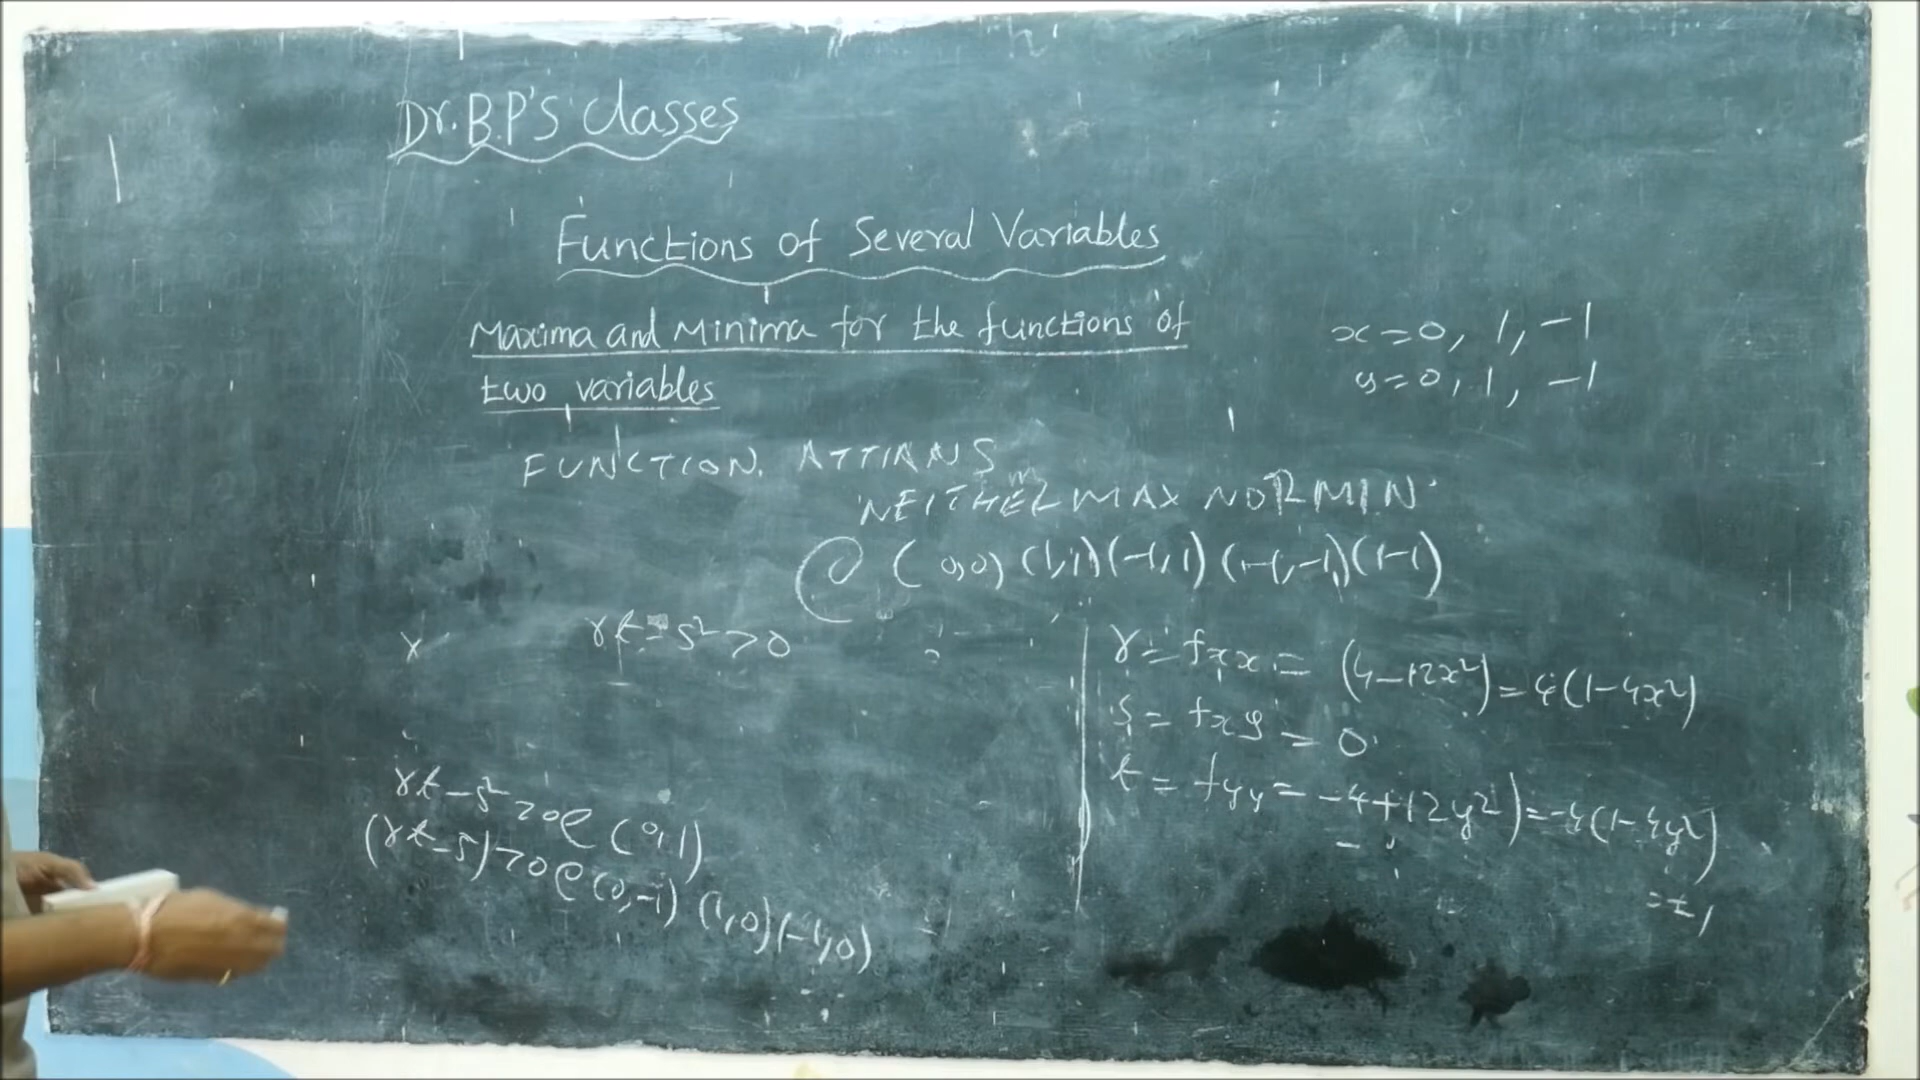 Dr.B.P'S Classes
Functions of Several Variables
Maxima and Minima for the functions of
two variables
x=0, 1, -1
y=0, 1, -1
FUNCTION. ATTIANS
NEITHER MAX NOR MIN
@ (0,0) (1,1) (-1,1) (-1,-1) (1-1)
r
rt-s²>0
r = fxx = (4-12x²) = 4(1-4x²)
s = fxy = 0
t = fyy = -4+12y²) = -4(1-4y²)
rt-s²>0@ (0,1)
(rt-s)>0@ (0,-1) (1,0) (-1,0)